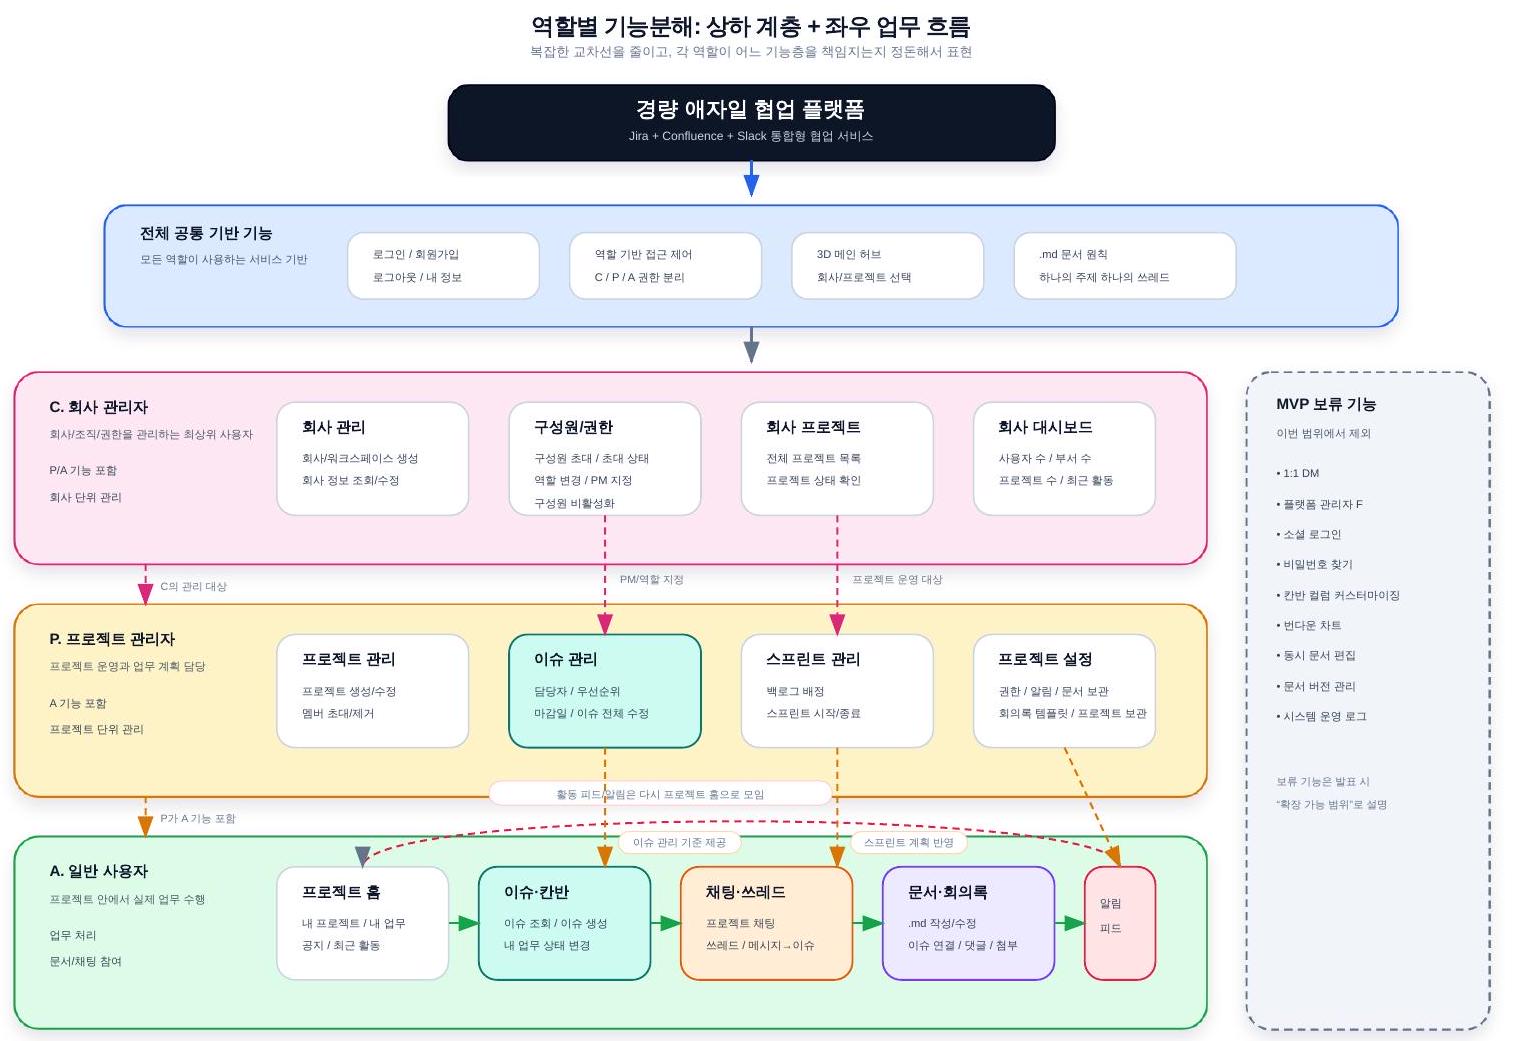 역할별 기능분해: 상하 계층 + 좌우 업무 흐름
복잡한 교차선을 줄이고, 각 역할이 어느 기능층을 책임지는지 정돈해서 표현
경량 애자일 협업 플랫폼
Jira + Confluence + Slack 통합형 협업 서비스
전체 공통 기반 기능
모든 역할이 사용하는 서비스 기반
로그인 / 회원가입
로그아웃 / 내 정보
역할 기반 접근 제어
C / P / A 권한 분리
3D 메인 허브
회사/프로젝트 선택
.md 문서 원칙
하나의 주제 하나의 쓰레드
C. 회사 관리자
회사/조직/권한을 관리하는 최상위 사용자
P/A 기능 포함
회사 단위 관리
회사 관리
회사/워크스페이스 생성
회사 정보 조회/수정
구성원/권한
구성원 초대 / 초대 상태
역할 변경 / PM 지정
구성원 비활성화
회사 프로젝트
전체 프로젝트 목록
프로젝트 상태 확인
회사 대시보드
사용자 수 / 부서 수
프로젝트 수 / 최근 활동
C의 관리 대상
PM/역할 지정
프로젝트 운영 대상
P. 프로젝트 관리자
프로젝트 운영과 업무 계획 담당
A 기능 포함
프로젝트 단위 관리
프로젝트 관리
프로젝트 생성/수정
멤버 초대/제거
이슈 관리
담당자 / 우선순위
마감일 / 이슈 전체 수정
스프린트 관리
백로그 배정
스프린트 시작/종료
프로젝트 설정
권한 / 알림 / 문서 보관
회의록 템플릿 / 프로젝트 보관
활동 피드/알림은 다시 프로젝트 홈으로 모임
P가 A 기능 포함
이슈 관리 기준 제공
스프린트 계획 반영
A. 일반 사용자
프로젝트 안에서 실제 업무 수행
업무 처리
문서/채팅 참여
프로젝트 홈
내 프로젝트 / 내 업무
공지 / 최근 활동
이슈·칸반
이슈 조회 / 이슈 생성
내 업무 상태 변경
채팅·쓰레드
프로젝트 채팅
쓰레드 / 메시지→이슈
문서·회의록
.md 작성/수정
이슈 연결 / 댓글 / 첨부
알림
피드
MVP 보류 기능
이번 범위에서 제외
• 1:1 DM
• 플랫폼 관리자 F
• 소셜 로그인
• 비밀번호 찾기
• 칸반 컬럼 커스터마이징
• 번다운 차트
• 동시 문서 편집
• 문서 버전 관리
• 시스템 운영 로그
보류 기능은 발표 시
“확장 가능 범위”로 설명